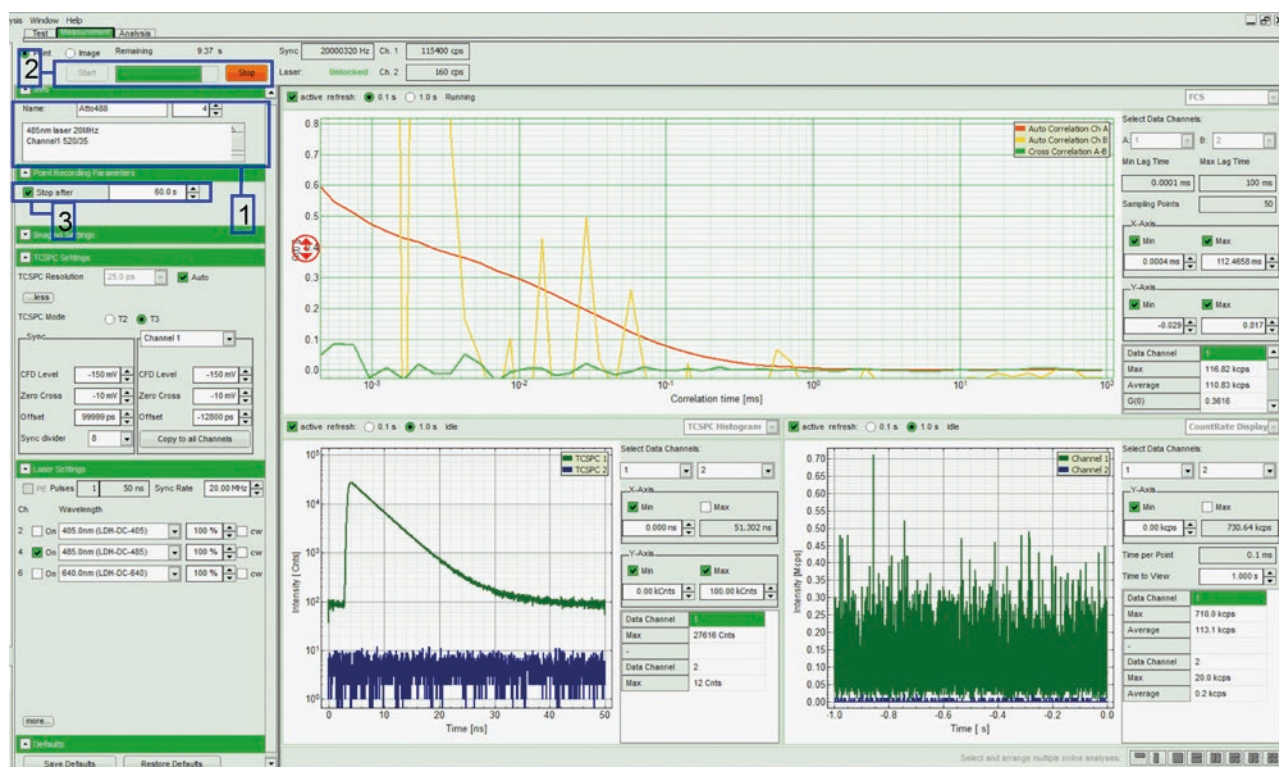 ysis Window Help
Test Measurement Analysis
Point Image Remaining 9.37 s Sync 20000320 Hz Ch. 1 115400 cps
2 Start Stop Laser: Unlocked Ch. 2 160 cps
Info
Name: Atto488 4
485nm laser 20MHz
Channel1 520/35
Point Recording Parameters
Stop after 60.0 s
1
3
Imaging Settings
TCSPC Settings
TCSPC Resolution 25.0 ps Auto
...less
TCSPC Mode T2 T3
Sync Channel 1
CFD Level -150 mV CFD Level -150 mV
Zero Cross -10 mV Zero Cross -10 mV
Offset 99999 ps Offset -12800 ps
Sync divider 8 Copy to all Channels
Laser Settings
PIE Pulses 1 50 ns Sync Rate 20.00 MHz
Ch Wavelength
2 On 405.0nm (LDH-DC-405) 100 % cw
4 On 485.0nm (LDH-DC-485) 100 % cw
6 On 640.0nm (LDH-DC-640) 100 % cw
more...
Defaults
Save Defaults Restore Defaults
active refresh: 0.1 s 1.0 s Running FCS
0.8
0.7
0.6
0.5
0.4
0.3
0.2
0.1
0.0
Auto Correlation Ch A
Auto Correlation Ch B
Cross Correlation A-B
10⁻³ 10⁻² 10⁻¹ 10⁰ 10¹ 10²
Correlation time [ms]
Select Data Channels:
A: 1 B: 2
Min Lag Time Max Lag Time
0.0001 ms 100 ms
Sampling Points 50
X-Axis
Min Max
0.0004 ms 112.4658 ms
Y-Axis
Min Max
-0.029 0.817
Data Channel 1
Max 116.82 kcps
Average 110.83 kcps
G(0) 0.3616
active refresh: 0.1 s 1.0 s Idle TCSPC Histogram
10⁵
10⁴
10³
10²
10¹
10⁰
Intensity [Cnts]
TCSPC 1
TCSPC 2
0 10 20 30 40 50
Time [ns]
Select Data Channels:
1 2
X-Axis
Min Max
0.000 ns 51.302 ns
Y-Axis
Min Max
0.00 kCnts 100.00 kCnts
Data Channel 1
Max 27616 Cnts
-
Data Channel 2
Max 12 Cnts
active refresh: 0.1 s 1.0 s Idle CountRate Display
0.70
0.65
0.60
0.55
0.50
0.45
0.40
0.35
0.30
0.25
0.20
0.15
0.10
0.05
0.00
Intensity [Mcps]
Channel 1
Channel 2
-1.0 -0.8 -0.6 -0.4 -0.2 0.0
Time [ s]
Select Data Channels:
1 2
Y-Axis
Min Max
0.00 kcps 730.64 kcps
Time per Point 0.1 ms
Time to View 1.000 s
Data Channel 1
Max 710.0 kcps
Average 113.1 kcps
-
Data Channel 2
Max 20.0 kcps
Average 0.2 kcps
Select and arrange multiple online analyses: